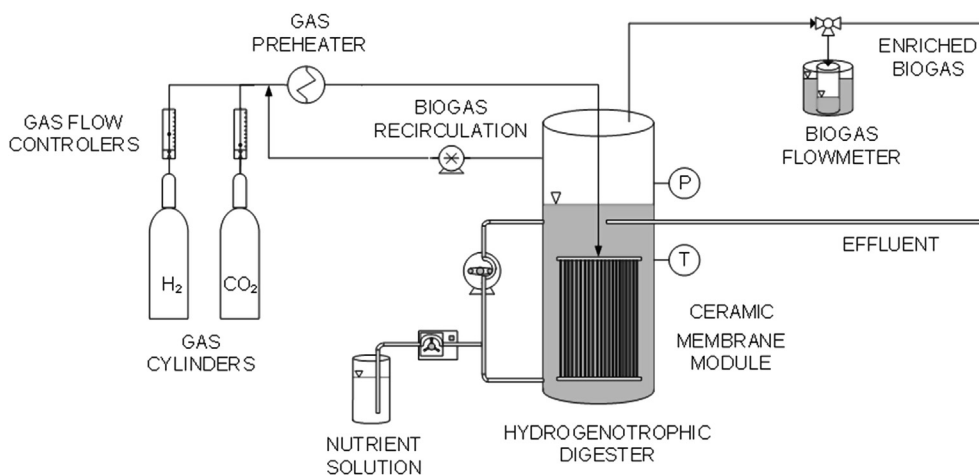 GAS
PREHEATER
ENRICHED
BIOGAS
GAS FLOW
CONTROLERS
BIOGAS
RECIRCULATION
BIOGAS
FLOWMETER
P
EFFLUENT
T
H₂
CO₂
CERAMIC
MEMBRANE
MODULE
GAS
CYLINDERS
HYDROGENOTROPHIC
DIGESTER
NUTRIENT
SOLUTION